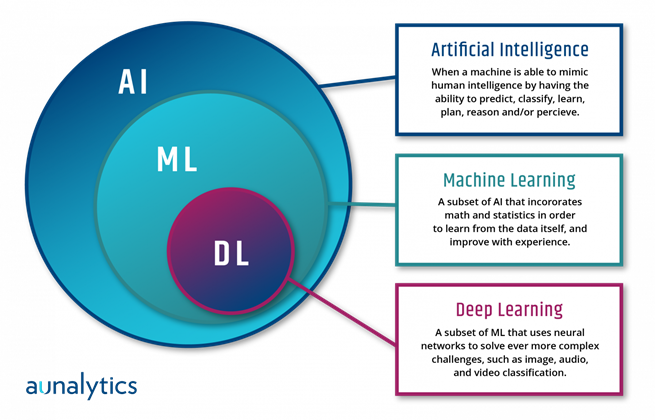 AI
ML
DL
Artificial Intelligence
When a machine is able to mimic
human intelligence by having the
ability to predict, classify, learn,
plan, reason and/or percieve.
Machine Learning
A subset of AI that incororates
math and statistics in order
to learn from the data itself, and
improve with experience.
Deep Learning
A subset of ML that uses neural
networks to solve ever more complex
challenges, such as image, audio,
and video classification.
aunalytics